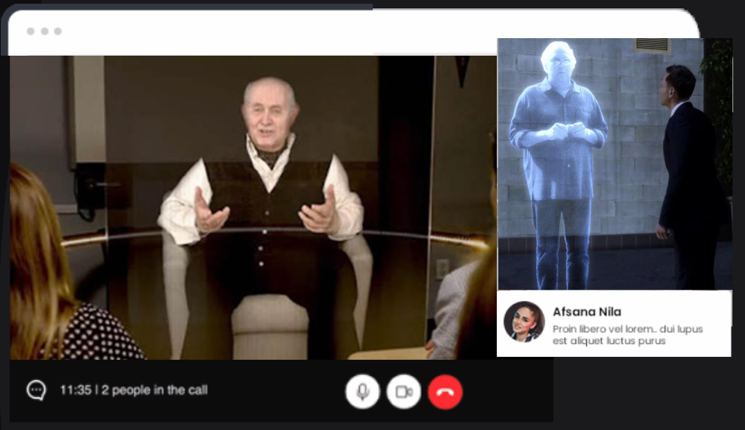 Afsana Nila
Proin libero vel lorem.. dui lupus
est aliquet luctus purus
11:35 | 2 people in the call